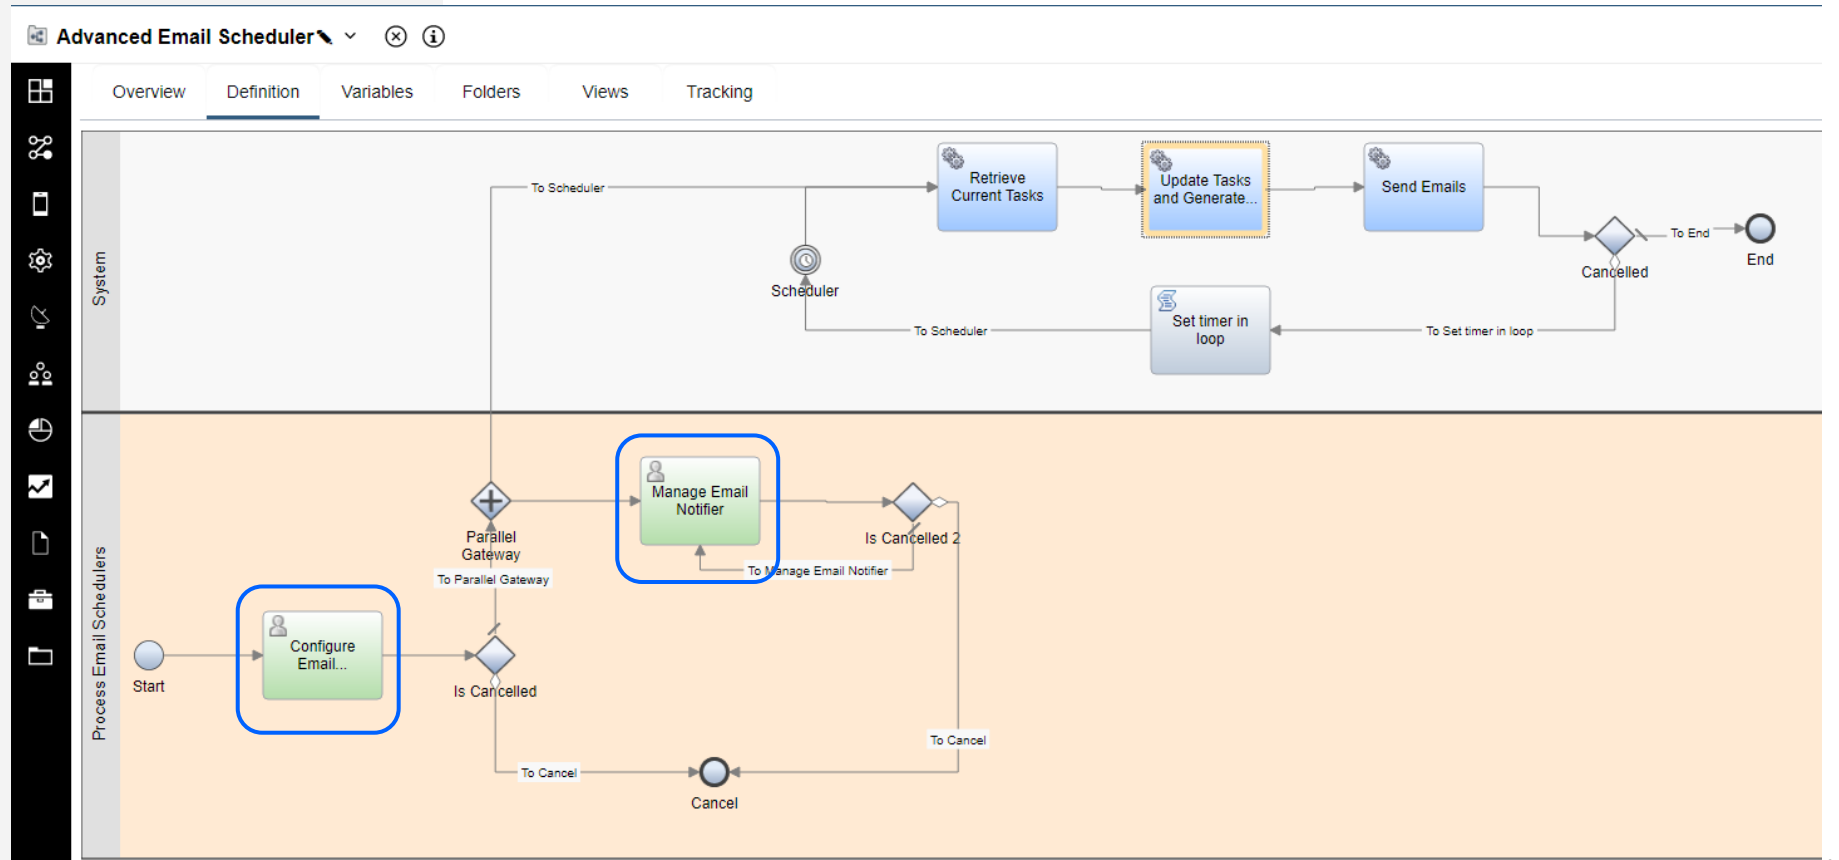 Advanced Email Scheduler
Overview
Definition
Variables
Folders
Views
Tracking
System
To Scheduler
Retrieve
Current Tasks
Update Tasks
and Generate...
Send Emails
Cancelled
To End
End
Scheduler
To Scheduler
Set timer in
loop
To Set timer in loop
Process Email Schedulers
Manage Email
Notifier
Parallel
Gateway
To Parallel Gateway
Is Cancelled 2
To Manage Email Notifier
Start
Configure
Email...
Is Cancelled
To Cancel
To Cancel
Cancel